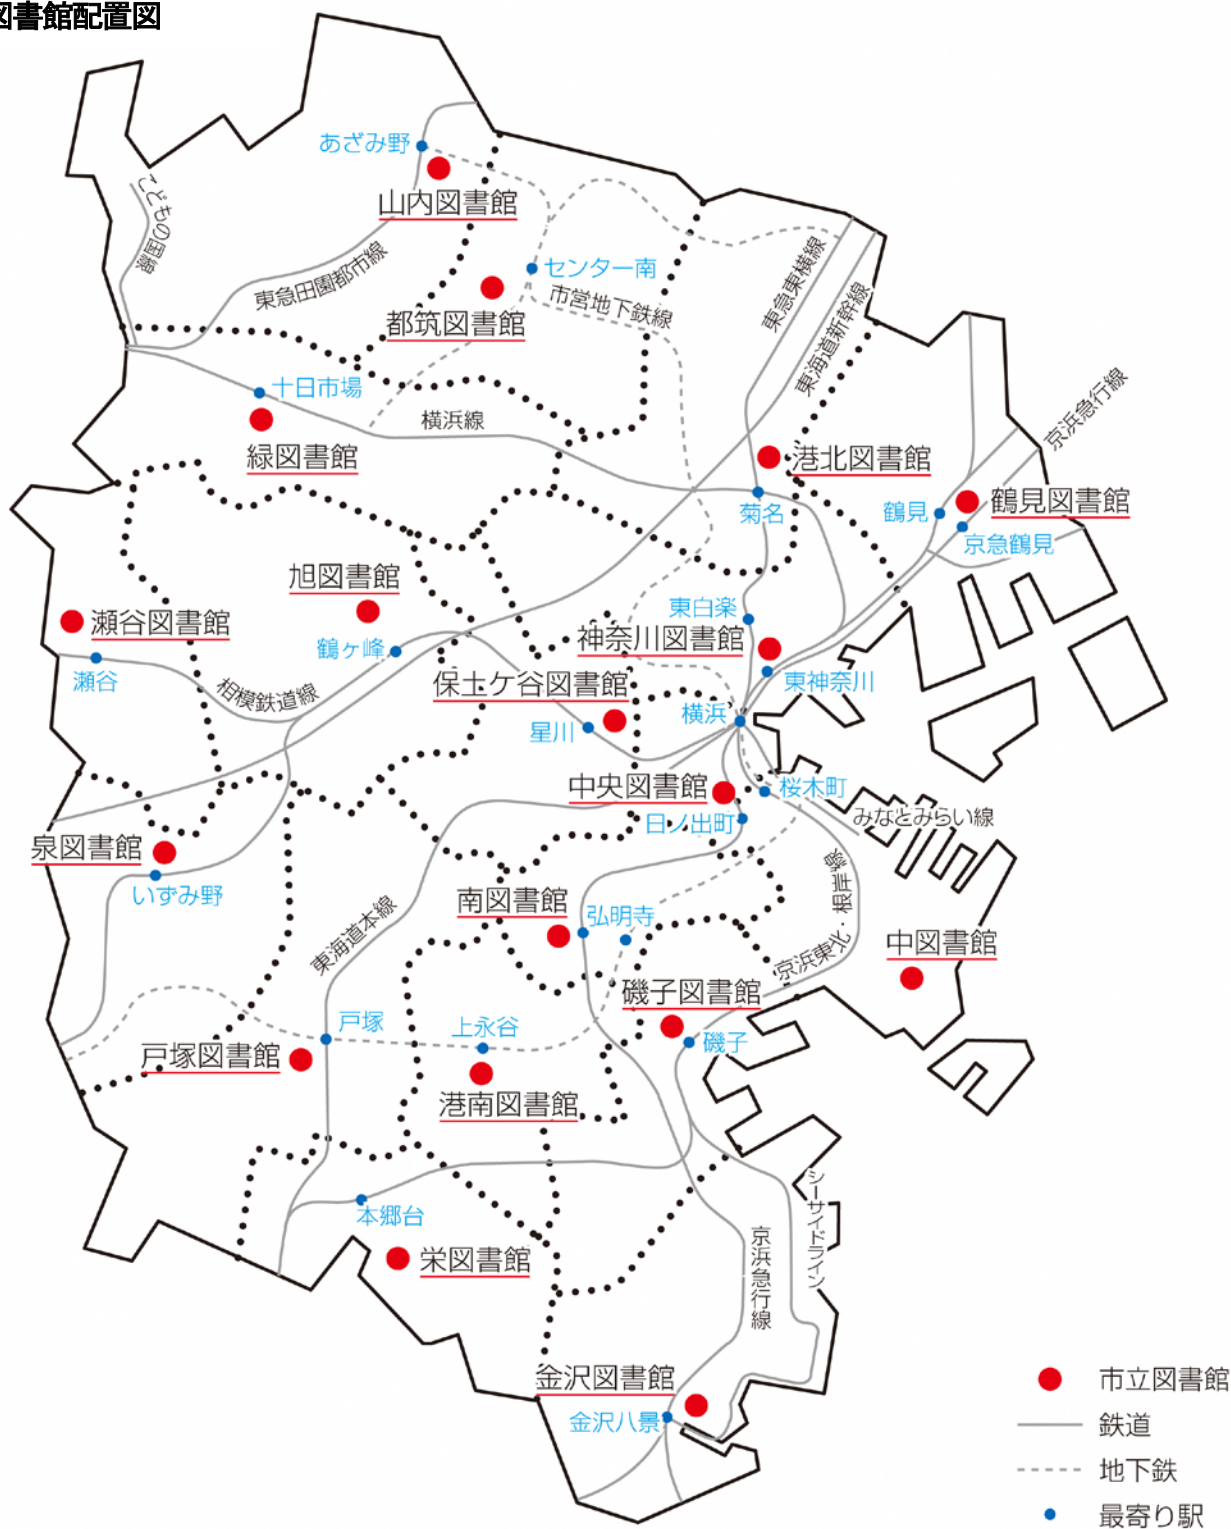 図書館配置図
あざみ野
山内図書館
こどもの国線
東急田園都市線
センター南
市営地下鉄線
都筑図書館
東急東横線
東海道新幹線
十日市場
横浜線
緑図書館
京浜急行線
港北図書館
菊名
鶴見
鶴見図書館
京急鶴見
旭図書館
瀬谷図書館
鶴ヶ峰
東白楽
神奈川図書館
瀬谷
相模鉄道線
保土ケ谷図書館
東神奈川
星川
横浜
中央図書館
桜木町
日ノ出町
みなとみらい線
泉図書館
いずみ野
南図書館
弘明寺
東海道本線
京浜東北・根岸線
中図書館
磯子図書館
戸塚
上永谷
磯子
戸塚図書館
港南図書館
本郷台
シーサイドライン
栄図書館
京浜急行線
金沢図書館
金沢八景
市立図書館
鉄道
地下鉄
最寄り駅